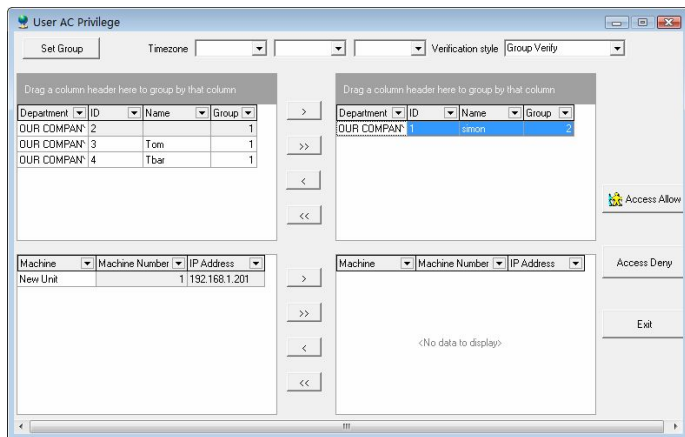 User AC Privilege
Set Group Timezone Verification style Group Verify
Drag a column header here to group by that column
Department ID Name Group
OUR COMPANY 2 1
OUR COMPANY 3 Tom 1
OUR COMPANY 4 Tbar 1
>
>>
<
<<
Drag a column header here to group by that column
Department ID Name Group
OUR COMPANY 1 simon 2
Access Allow
Access Deny
Exit
Machine Machine Number IP Address
New Unit 1 192.168.1.201
>
>>
<
<<
Machine Machine Number IP Address
<No data to display>